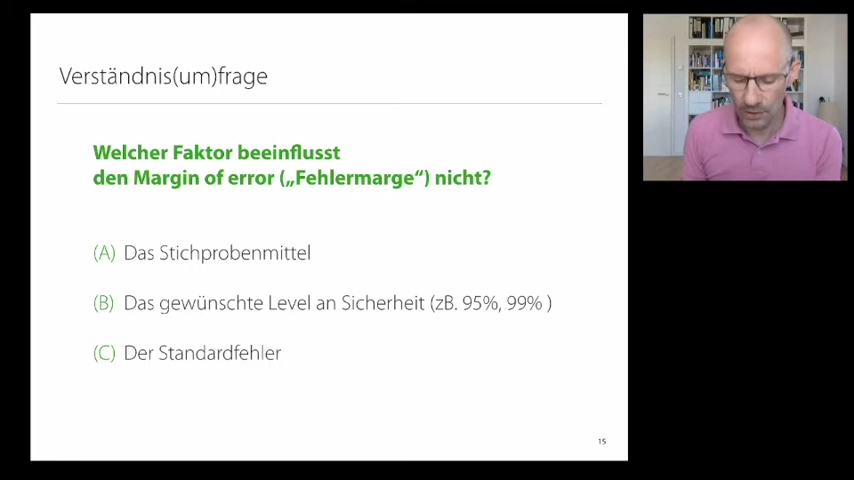 Verständnis(um)frage
Welcher Faktor beeinflusst
den Margin of error („Fehlermarge“) nicht?
(A) Das Stichprobenmittel
(B) Das gewünschte Level an Sicherheit (zB. 95%, 99% )
(C) Der Standardfehler
15